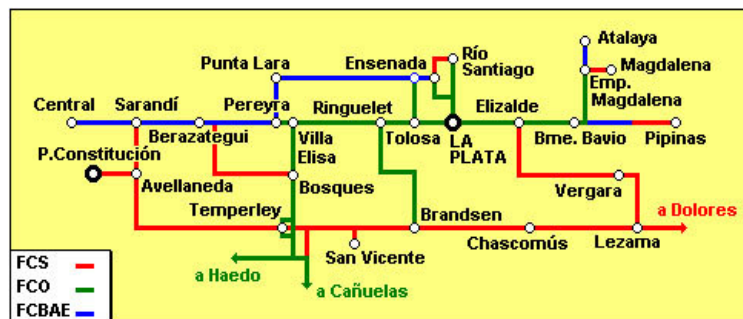 Atalaya
Punta Lara
Ensenada
Río
Santiago
Magdalena
Emp.
Magdalena
Central
Sarandí
Pereyra
Ringuelet
Elizalde
Berazategui
Villa
Elisa
Tolosa
LA
PLATA
Bme. Bavio
Pipinas
P.Constitución
Avellaneda
Bosques
Vergara
Temperley
Brandsen
a Dolores
San Vicente
Chascomús
Lezama
a Haedo
a Cañuelas
FCS
FCO
FCBAE